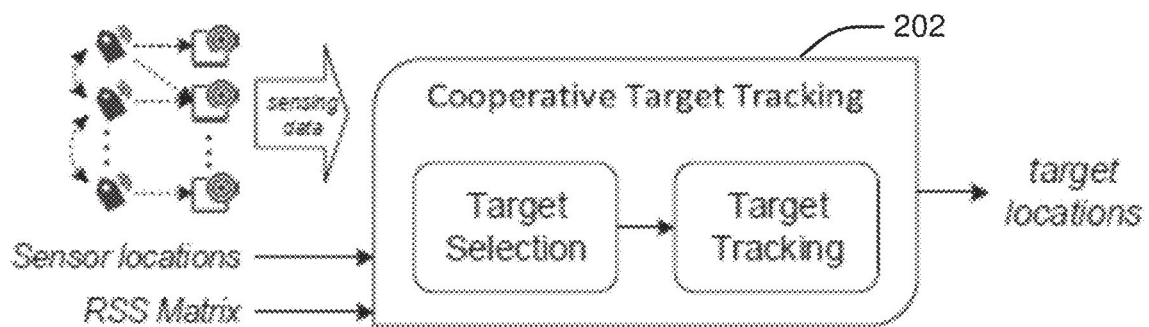 202
Cooperative Target Tracking
sensing
data
Target
Selection
Target
Tracking
target
locations
Sensor locations
RSS Matrix